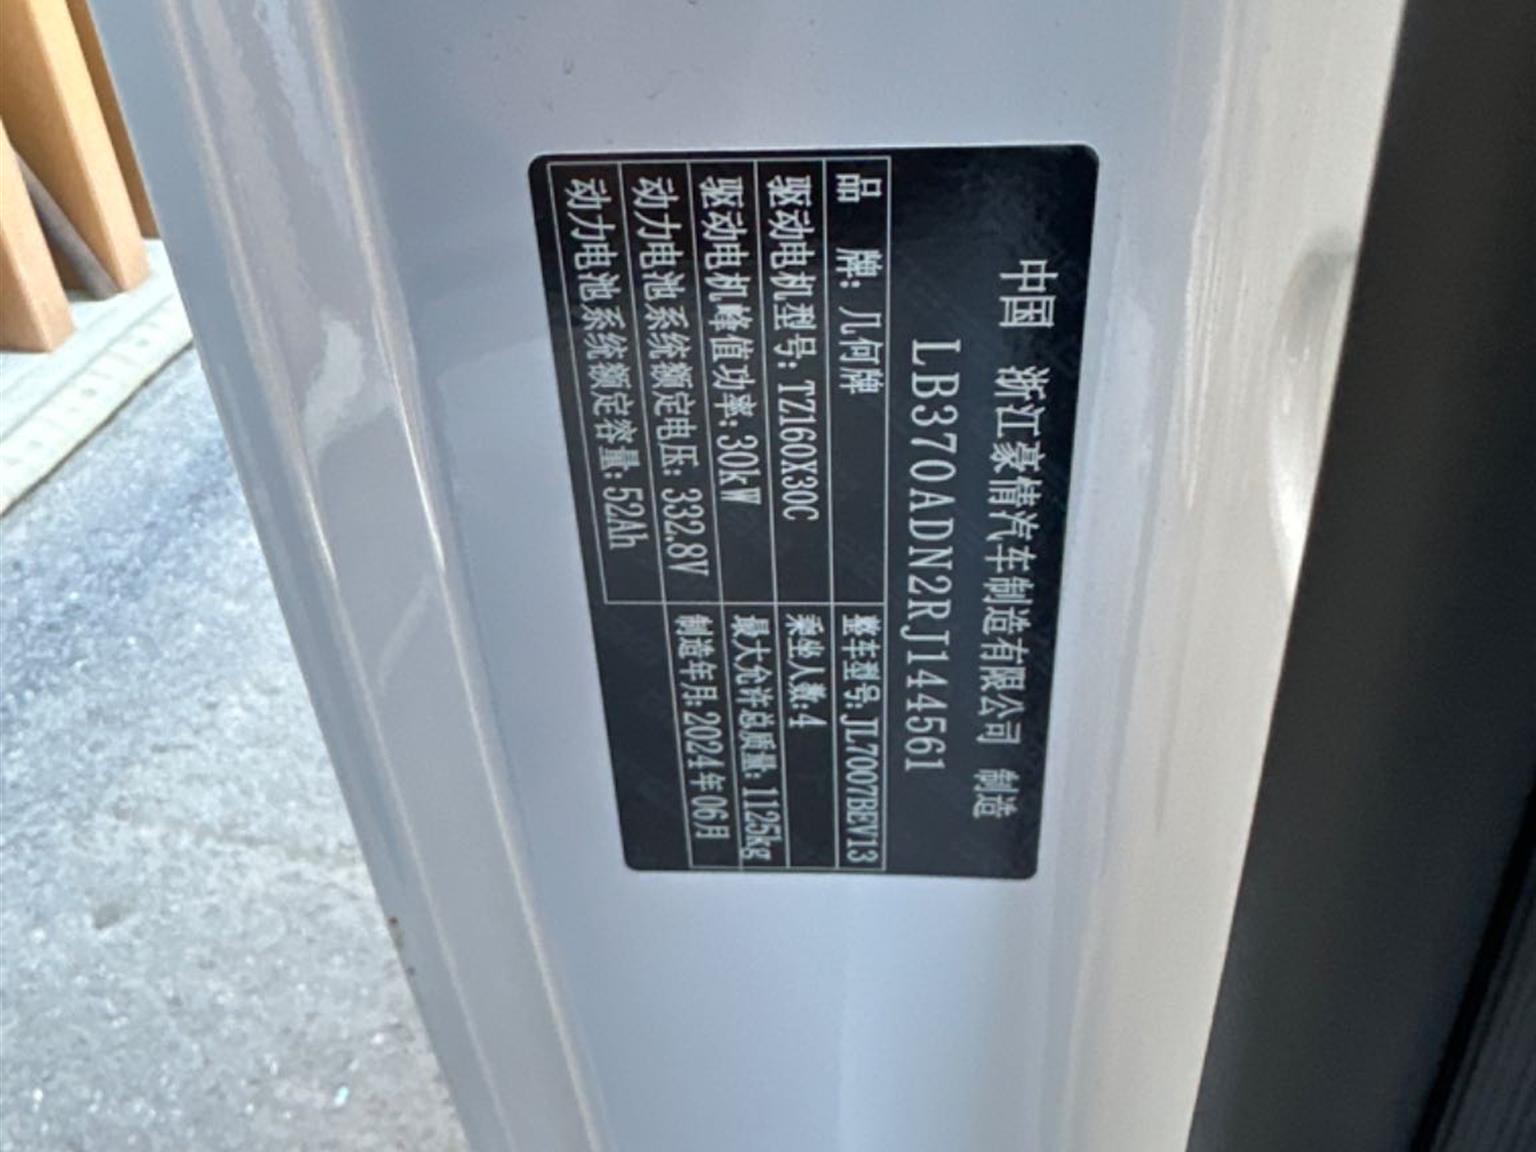 中国 浙江豪情汽车制造有限公司 制造
LB370ADN2RJ144561
品 牌: 几何牌 整车型号: JL7007BEV13
驱动电机型号: TZ160X30C 乘坐人数: 4
驱动电机峰值功率: 30kW 最大允许总质量: 1125kg
动力电池系统额定电压: 332.8V 制造年月: 2024年06月
动力电池系统额定容量: 52Ah